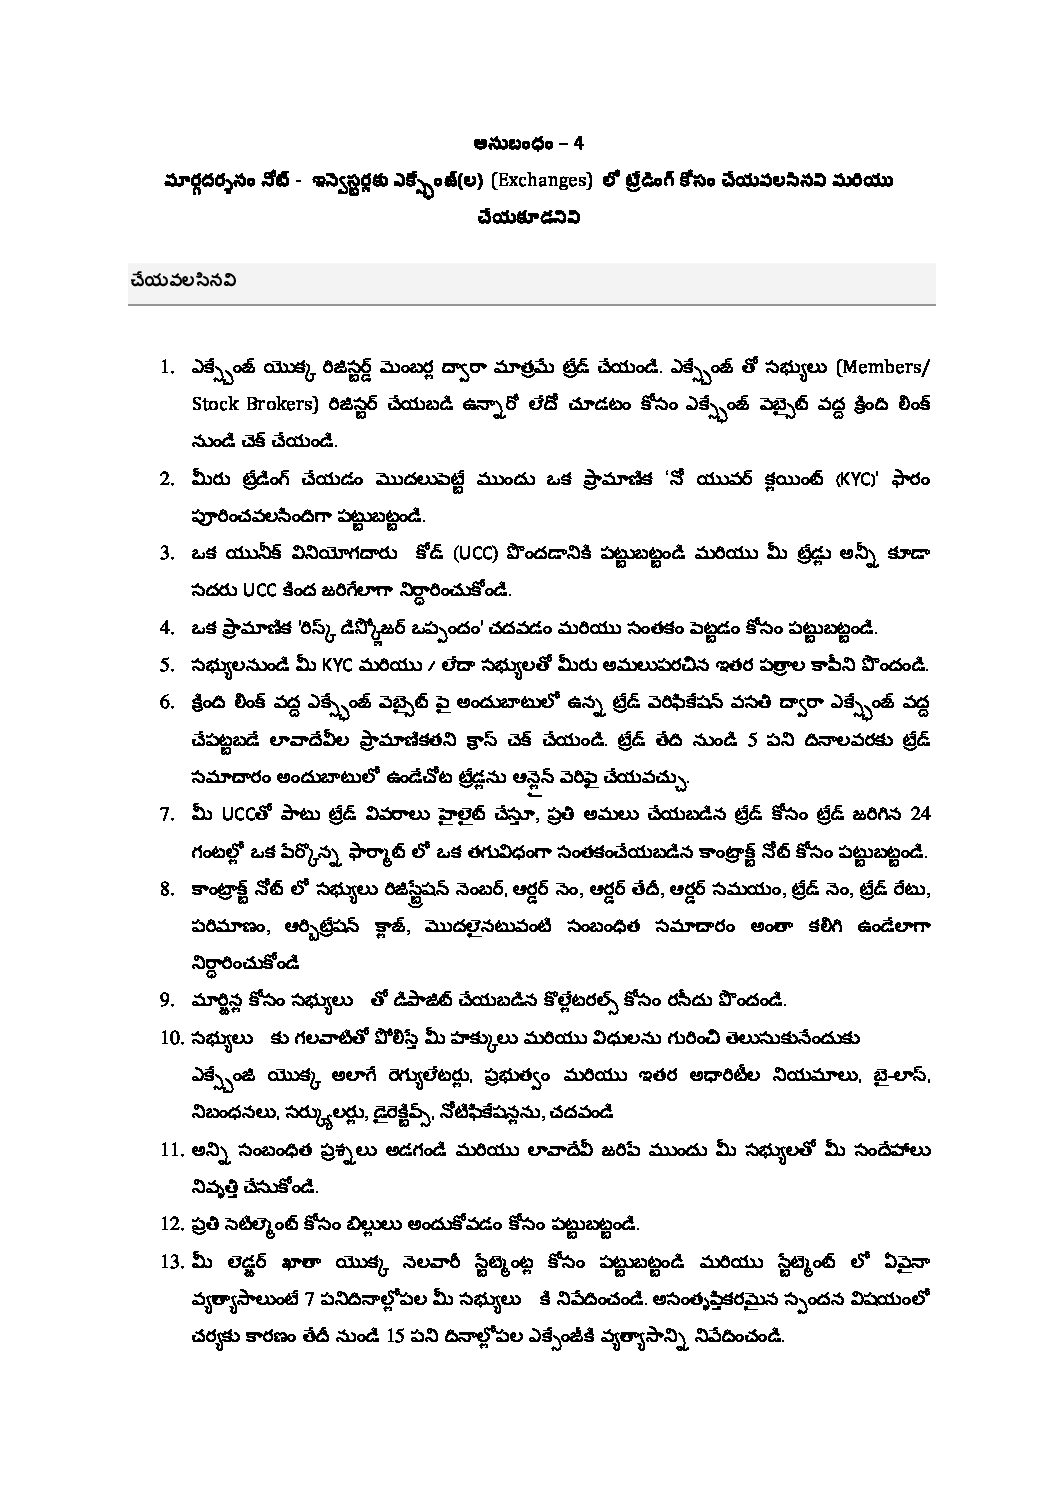 అనుబంధం – 4
మార్గదర్శనం నోట్ - ఇన్వెస్టర్లకు ఎక్స్ఛేంజ్(ల) (Exchanges) లో ట్రేడింగ్ కోసం చేయవలసినవి మరియు
చేయకూడనివి
చేయవలసినవి
1. ఎక్స్ఛేంజ్ యొక్క రిజిస్టర్డ్ మెంబర్ల ద్వారా మాత్రమే ట్రేడ్ చేయండి. ఎక్స్ఛేంజ్ తో సభ్యులు (Members/
Stock Brokers) రిజిస్టర్ చేయబడి ఉన్నారో లేదో చూడటం కోసం ఎక్స్ఛేంజ్ వెబ్సైట్ వద్ద క్రింది లింక్
నుండి చెక్ చేయండి.
2. మీరు ట్రేడింగ్ చేయడం మొదలుపెట్టే ముందు ఒక ప్రామాణిక 'నో యువర్ క్లయింట్ (KYC)' ఫారం
పూరించవలసిందిగా పట్టుబట్టండి.
3. ఒక యునీక్ వినియోగదారు కోడ్ (UCC) పొందడానికి పట్టుబట్టండి మరియు మీ ట్రేడ్లు అన్నీ కూడా
సదరు UCC కింద జరిగేలాగా నిర్ధారించుకోండి.
4. ఒక ప్రామాణిక 'రిస్క్ డిస్క్లోజర్ ఒప్పందం' చదవడం మరియు సంతకం పెట్టడం కోసం పట్టుబట్టండి.
5. సభ్యులనుండి మీ KYC మరియు / లేదా సభ్యులతో మీరు అమలుపరచిన ఇతర పత్రాల కాపీని పొందండి.
6. క్రింది లింక్ వద్ద ఎక్స్ఛేంజ్ వెబ్సైట్ పై అందుబాటులో ఉన్న ట్రేడ్ వెరిఫికేషన్ వసతి ద్వారా ఎక్స్ఛేంజ్ వద్ద
చేపట్టబడే లావాదేవీల ప్రామాణికతని క్రాస్ చెక్ చేయండి. ట్రేడ్ తేది నుండి 5 పని దినాలవరకు ట్రేడ్
సమాచారం అందుబాటులో ఉండేచోట ట్రేడ్లను ఆన్లైన్ వెరిఫై చేయవచ్చు.
7. మీ UCCతో పాటు ట్రేడ్ వివరాలు హైలైట్ చేస్తూ, ప్రతి అమలు చేయబడిన ట్రేడ్ కోసం ట్రేడ్ జరిగిన 24
గంటల్లో ఒక పేర్కొన్న ఫార్మాట్ లో ఒక తగువిధంగా సంతకంచేయబడిన కాంట్రాక్ట్ నోట్ కోసం పట్టుబట్టండి.
8. కాంట్రాక్ట్ నోట్ లో సభ్యులు రిజిస్ట్రేషన్ నెంబర్, ఆర్డర్ నెం, ఆర్డర్ తేదీ, ఆర్డర్ సమయం, ట్రేడ్ నెం, ట్రేడ్ రేటు,
పరిమాణం, ఆర్బిట్రేషన్ క్లాజ్, మొదలైనటువంటి సంబంధిత సమాచారం అంతా కలిగి ఉండేలాగా
నిర్ధారించుకోండి
9. మార్జిన్ల కోసం సభ్యులు తో డిపాజిట్ చేయబడిన కొల్లేటరల్స్ కోసం రసీదు పొందండి.
10. సభ్యులు కు గలవాటితో పోలిస్తే మీ హక్కులు మరియు విధులను గురించి తెలుసుకునేందుకు
ఎక్స్ఛేంజి యొక్క అలాగే రెగ్యులేటర్లు, ప్రభుత్వం మరియు ఇతర అధారిటీల నియమాలు, బై-లాస్,
నిబంధనలు, సర్క్యులర్లు, డైరెక్టివ్స్, నోటిఫికేషన్లను, చదవండి
11. అన్ని సంబంధిత ప్రశ్నలు అడగండి మరియు లావాదేవీ జరిపే ముందు మీ సభ్యులతో మీ సందేహాలు
నివృత్తి చేసుకోండి.
12. ప్రతి సెటిల్మెంట్ కోసం బిల్లులు అందుకోవడం కోసం పట్టుబట్టండి.
13. మీ లెడ్జర్ ఖాతా యొక్క నెలవారీ స్టేట్మెంట్ల కోసం పట్టుబట్టండి మరియు స్టేట్మెంట్ లో ఏవైనా
వ్యత్యాసాలుంటే 7 పనిదినాల్లోపల మీ సభ్యులు కి నివేదించండి. అసంతృప్తికరమైన స్పందన విషయంలో
చర్యకు కారణం తేదీ నుండి 15 పని దినాల్లోపల ఎక్సేంజీకి వ్యత్యాసాన్ని నివేదించండి.